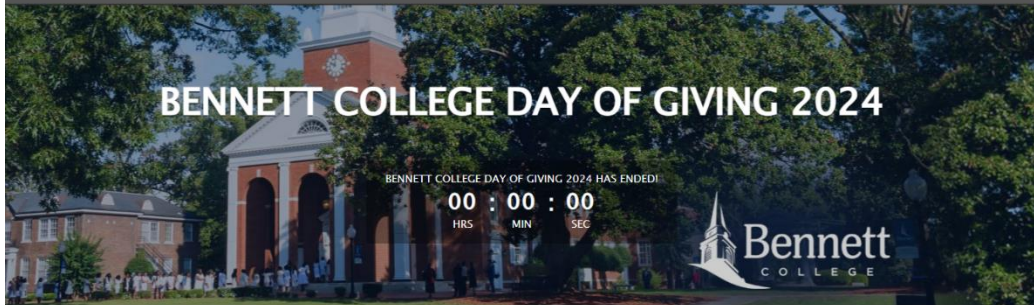 BENNETT COLLEGE DAY OF GIVING 2024
BENNETT COLLEGE DAY OF GIVING 2024 HAS ENDED!
00 : 00 : 00
HRS MIN SEC
Bennett
COLLEGE